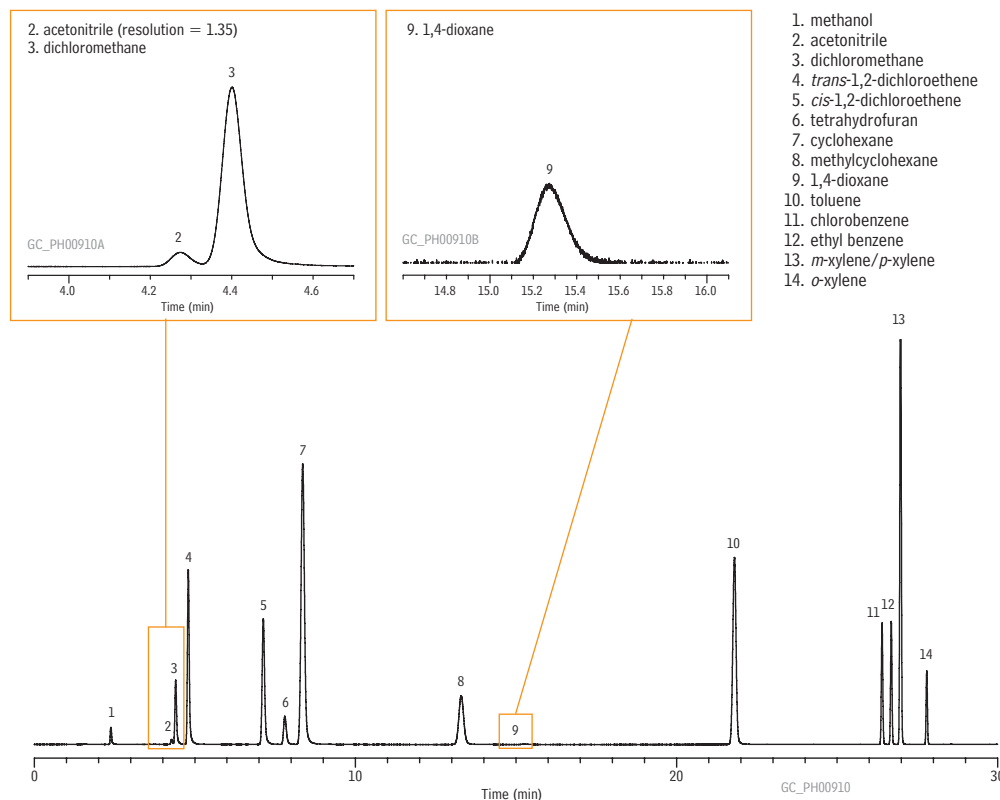 2. acetonitrile (resolution = 1.35)
3. dichloromethane
3
2
GC_PH00910A
4.0 4.2 4.4 4.6
Time (min)
9. 1,4-dioxane
9
GC_PH00910B
14.8 15.0 15.2 15.4 15.6 15.8 16.0
Time (min)
1. methanol
2. acetonitrile
3. dichloromethane
4. trans-1,2-dichloroethene
5. cis-1,2-dichloroethene
6. tetrahydrofuran
7. cyclohexane
8. methylcyclohexane
9. 1,4-dioxane
10. toluene
11. chlorobenzene
12. ethyl benzene
13. m-xylene/p-xylene
14. o-xylene
1
2
3
4
5
6
7
8
9
10
11
12
13
14
0 10 20 30
Time (min)
GC_PH00910